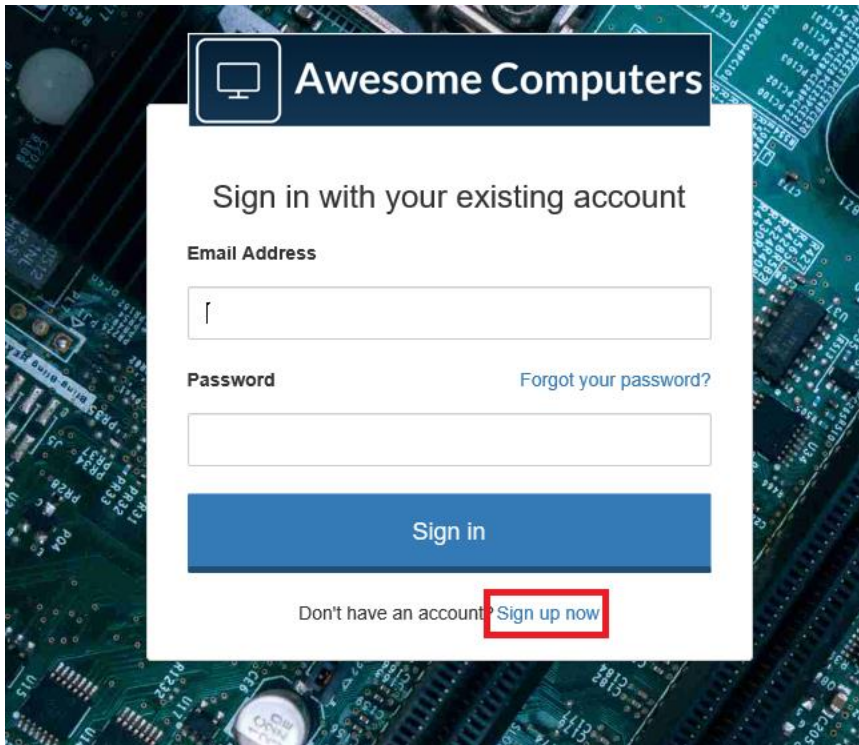 Awesome Computers
Sign in with your existing account
Email Address
Password
Forgot your password?
Sign in
Don't have an account? Sign up now